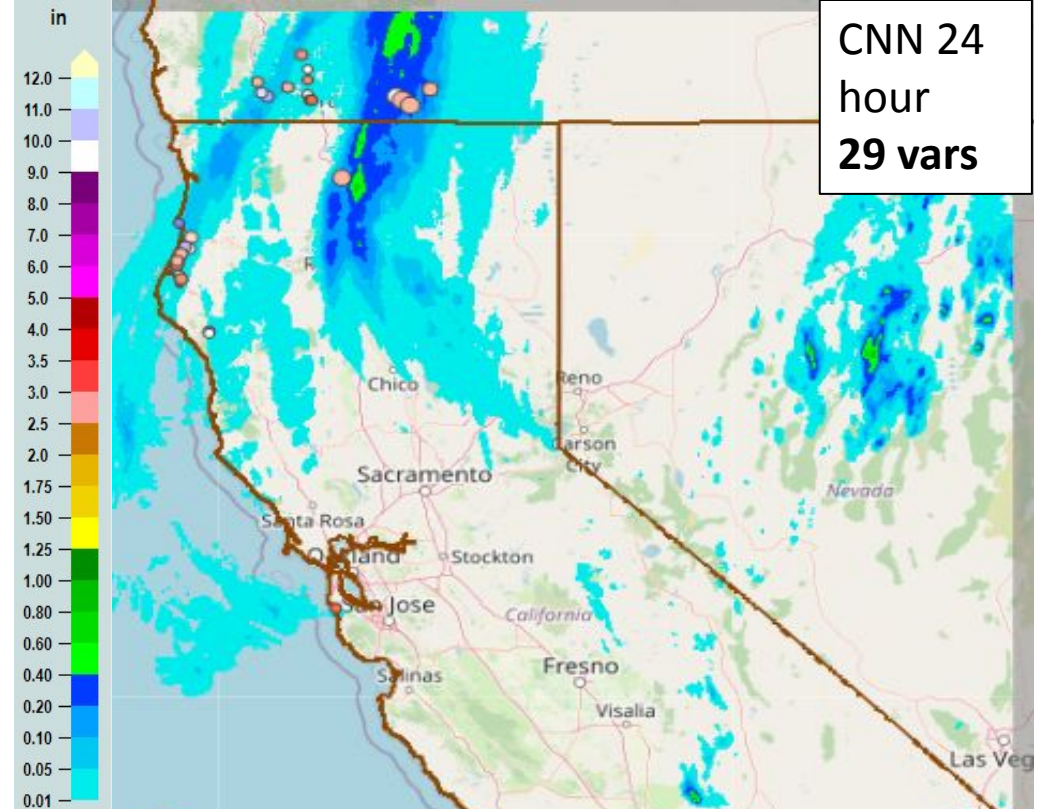 in
12.0
11.0
10.0
9.0
8.0
7.0
6.0
5.0
4.0
3.5
3.0
2.5
2.0
1.75
1.50
1.25
1.00
0.80
0.60
0.40
0.20
0.10
0.05
0.01
CNN 24
hour
29 vars
R
Chico
Reno
Carson
City
Sacramento
Nevada
Santa Rosa
Oakland
Stockton
San Jose
California
Salinas
Fresno
Visalia
Las Veg